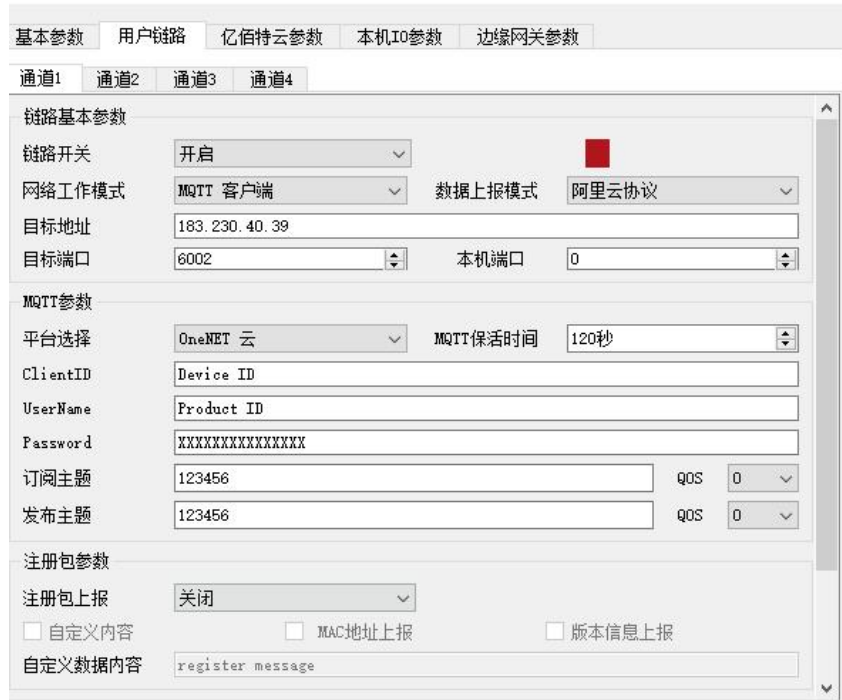 基本参数 用户链路 亿佰特云参数 本机IO参数 边缘网关参数
通道1 通道2 通道3 通道4
链路基本参数
链路开关 开启
网络工作模式 MQTT 客户端 数据上报模式 阿里云协议
目标地址 183.230.40.39
目标端口 6002 本机端口 0
MQTT参数
平台选择 OneNET 云 MQTT保活时间 120秒
ClientID Device ID
UserName Product ID
Password XXXXXXXXXXXXXXX
订阅主题 123456 QOS 0
发布主题 123456 QOS 0
注册包参数
注册包上报 关闭
自定义内容 MAC地址上报 版本信息上报
自定义数据内容 register message